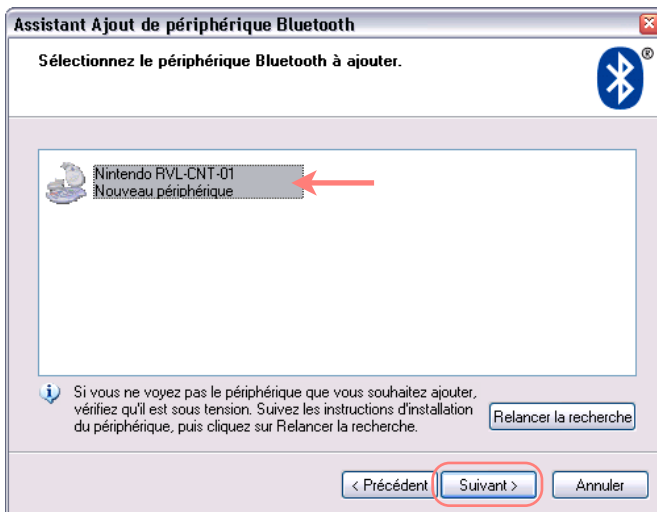 Assistant Ajout de périphérique Bluetooth
Sélectionnez le périphérique Bluetooth à ajouter.
®
Nintendo RVL-CNT-01
Nouveau périphérique
Si vous ne voyez pas le périphérique que vous souhaitez ajouter,
vérifiez qu'il est sous tension. Suivez les instructions d'installation
du périphérique, puis cliquez sur Relancer la recherche.
Relancer la recherche
< Précédent
Suivant >
Annuler